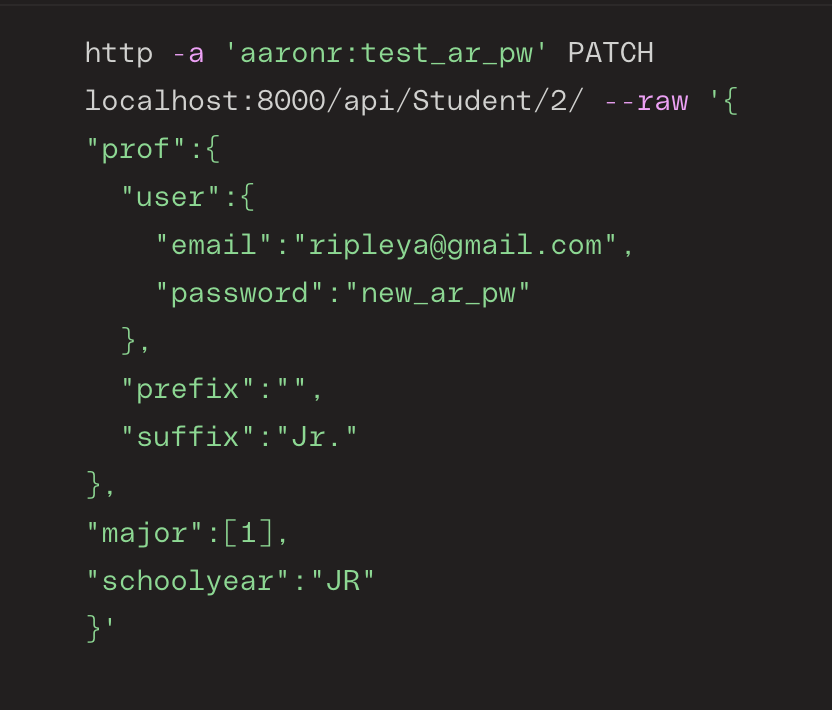 http -a 'aaronr:test_ar_pw' PATCH
localhost:8000/api/Student/2/ --raw '{
"prof":{
  "user":{
    "email":"ripleya@gmail.com",
    "password":"new_ar_pw"
  },
  "prefix":"",
  "suffix":"Jr."
},
"major":[1],
"schoolyear":"JR"
}'